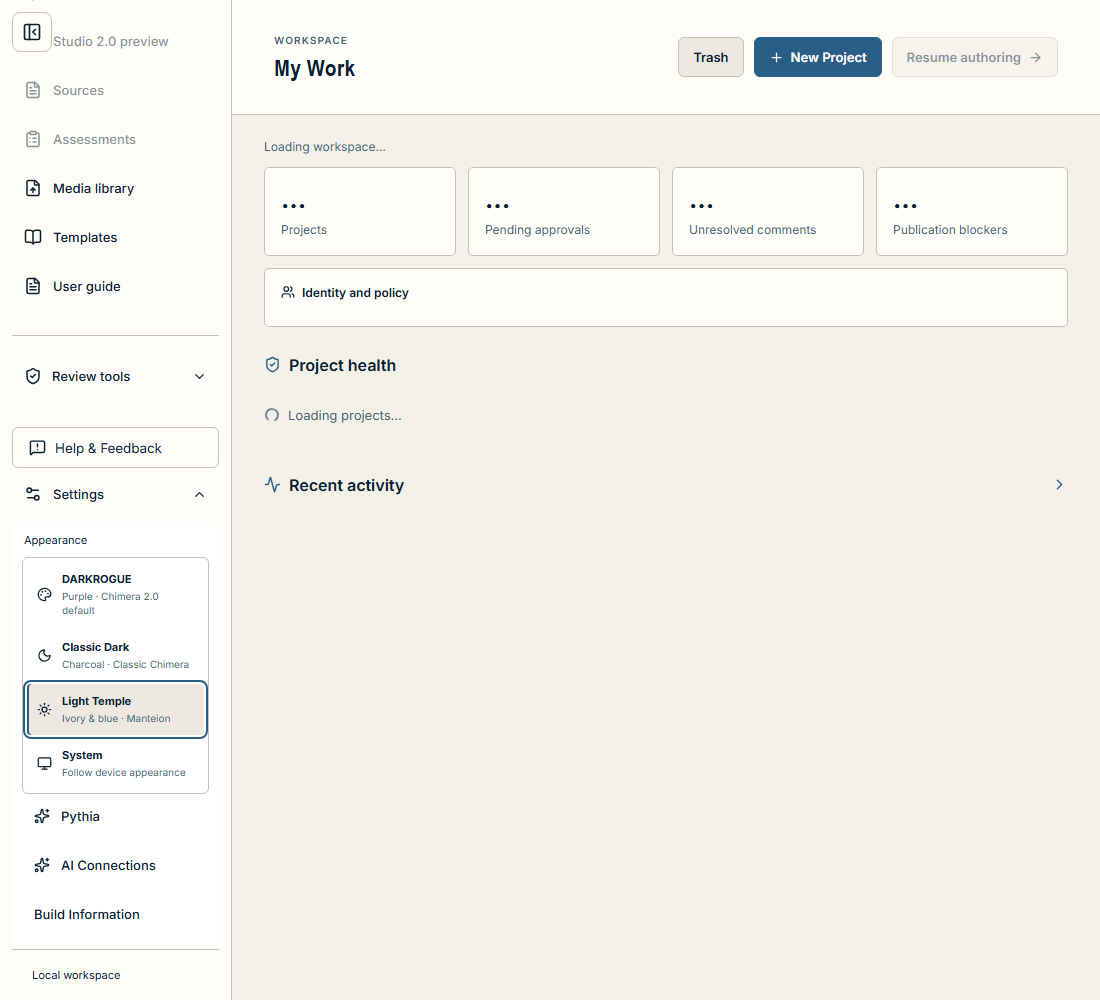 Studio 2.0 preview
Sources
Assessments
Media library
Templates
User guide
Review tools
Help & Feedback
Settings
Appearance
DARKROGUE
Purple · Chimera 2.0
default
Classic Dark
Charcoal · Classic Chimera
Light Temple
Ivory & blue · Manteion
System
Follow device appearance
Pythia
AI Connections
Build Information
Local workspace
WORKSPACE
My Work
Trash
New Project
Resume authoring
Loading workspace...
...
Projects
...
Pending approvals
...
Unresolved comments
...
Publication blockers
Identity and policy
Project health
Loading projects...
Recent activity